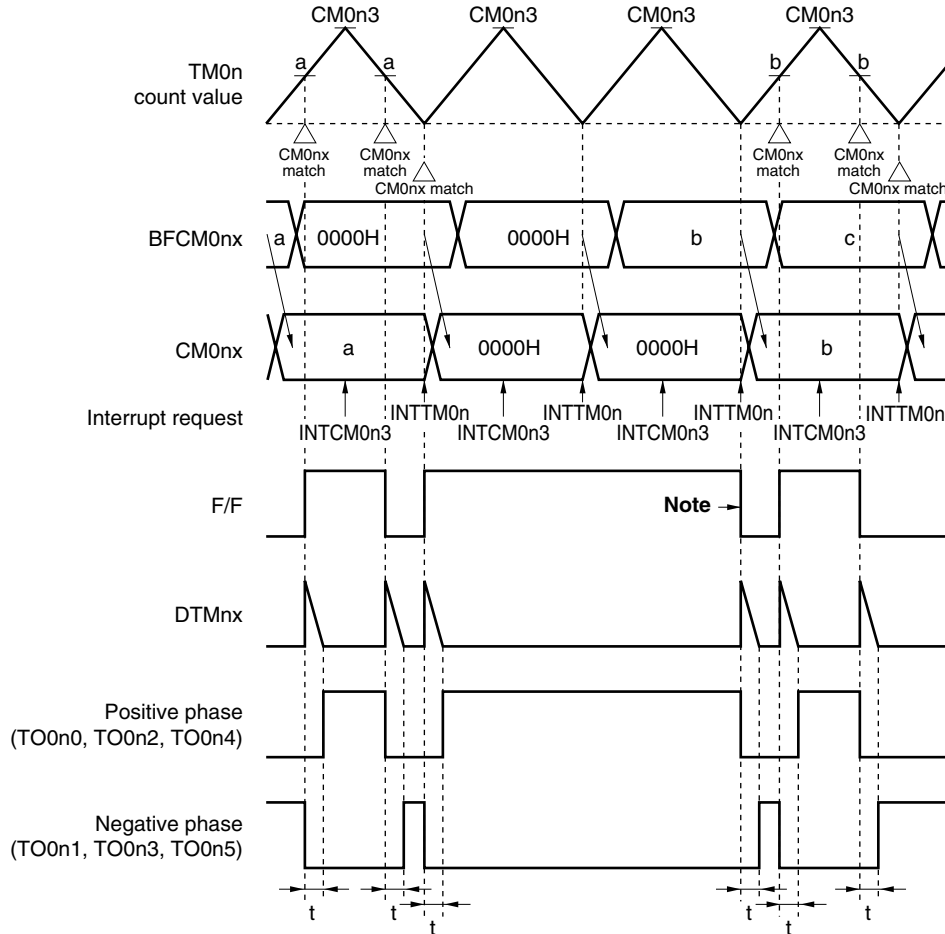 CM0n3 CM0n3 CM0n3 CM0n3
a a b b
TM0n
count value
CM0nx
match
CM0nx
match
CM0nx match
CM0nx
match
CM0nx
match
CM0nx match
BFCM0nx a 0000H 0000H b c
CM0nx a 0000H 0000H b
Interrupt request
INTTM0n INTTM0n INTTM0n INTTM0n
INTCM0n3 INTCM0n3 INTCM0n3 INTCM0n3
F/F
Note
DTMnx
Positive phase
(TO0n0, TO0n2, TO0n4)
Negative phase
(TO0n1, TO0n3, TO0n5)
t t t t t t